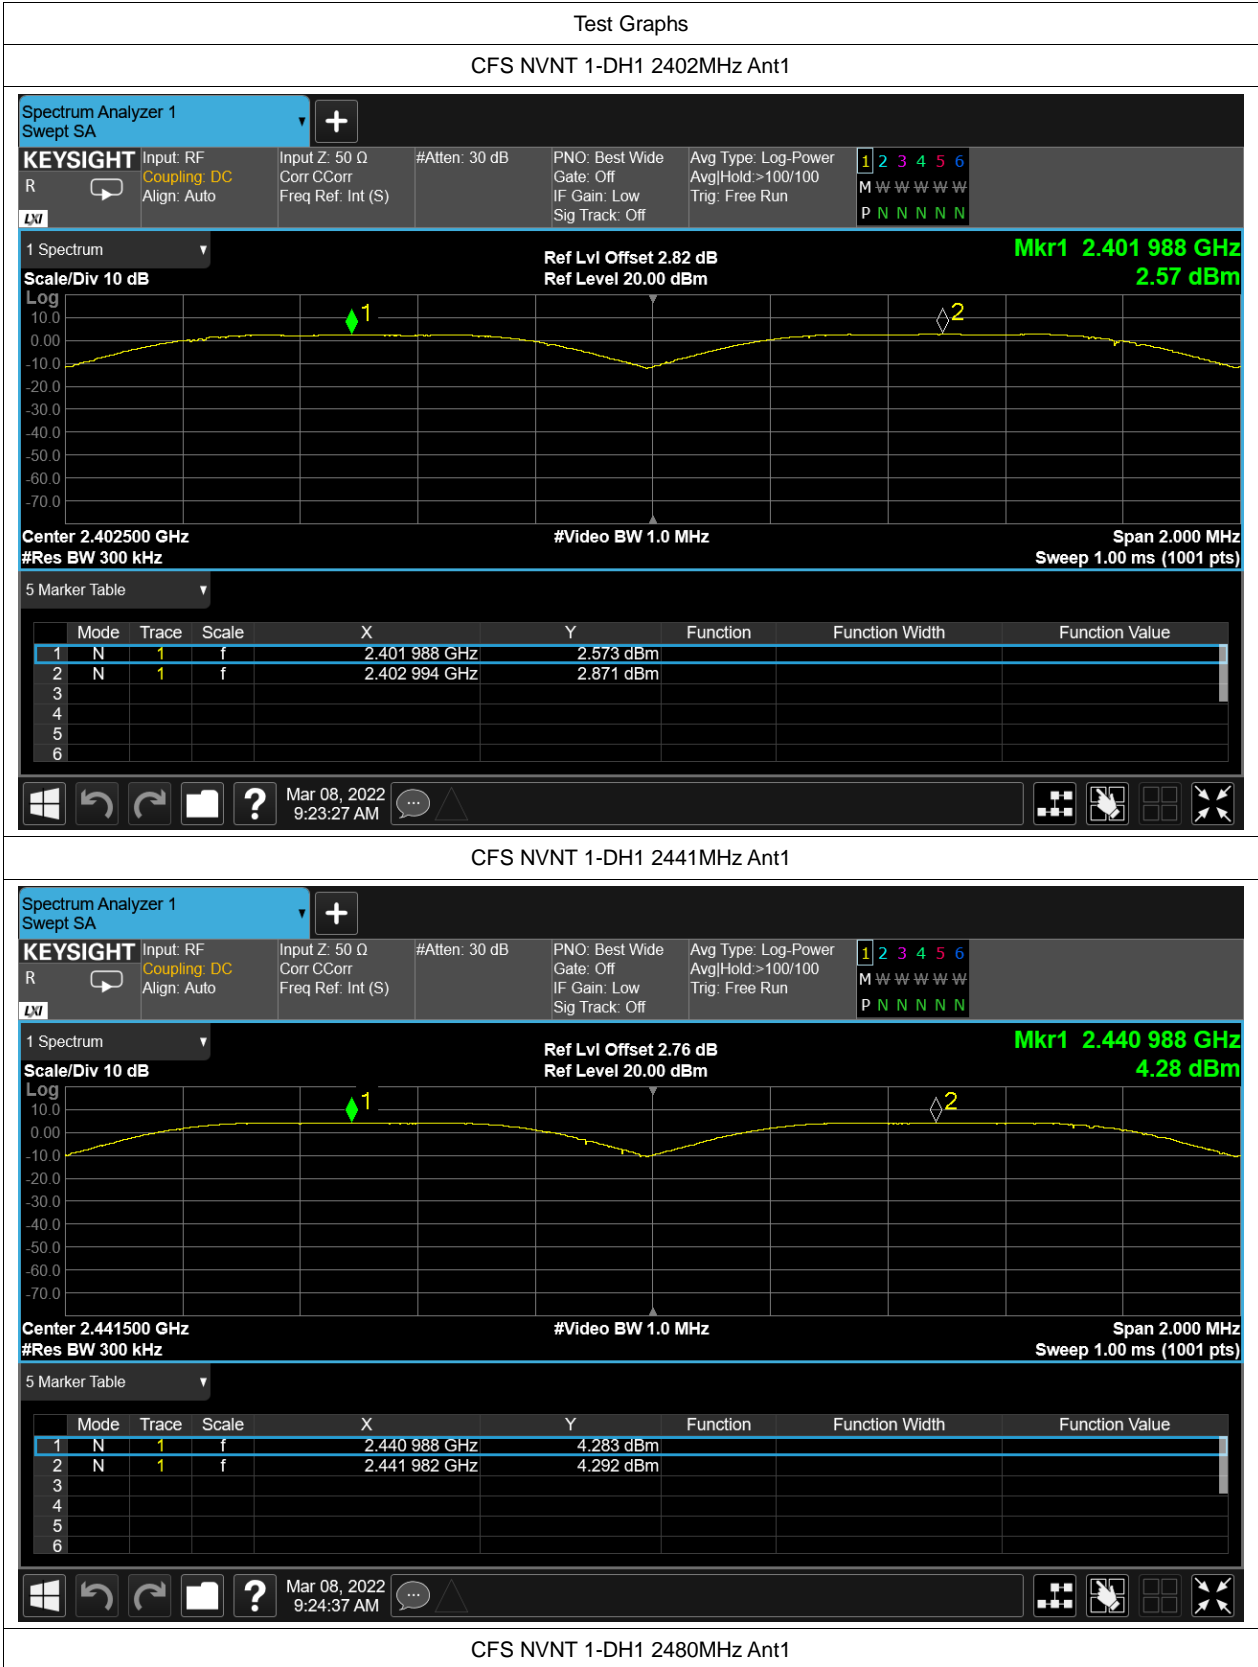 Test Graphs
CFS NVNT 1-DH1 2402MHz Ant1
Spectrum Analyzer 1
Swept SA
KEYSIGHT Input: RF Input Z: 50 Ω #Atten: 30 dB PNO: Best Wide Avg Type: Log-Power 1 2 3 4 5 6
R Coupling: DC Corr CCorr Gate: Off Avg|Hold:>100/100 M W W W W W
Align: Auto Freq Ref: Int (S) IF Gain: Low Trig: Free Run
LXI Sig Track: Off P N N N N N
1 Spectrum Ref Lvl Offset 2.82 dB Mkr1 2.401 988 GHz
Scale/Div 10 dB Ref Level 20.00 dBm 2.57 dBm
Log
10.0
0.00
-10.0
-20.0
-30.0
-40.0
-50.0
-60.0
-70.0
1
2
Center 2.402500 GHz #Video BW 1.0 MHz Span 2.000 MHz
#Res BW 300 kHz Sweep 1.00 ms (1001 pts)
5 Marker Table
Mode Trace Scale X Y Function Function Width Function Value
1 N 1 f 2.401 988 GHz 2.573 dBm
2 N 1 f 2.402 994 GHz 2.871 dBm
3
4
5
6
? Mar 08, 2022
9:23:27 AM
CFS NVNT 1-DH1 2441MHz Ant1
Spectrum Analyzer 1
Swept SA
KEYSIGHT Input: RF Input Z: 50 Ω #Atten: 30 dB PNO: Best Wide Avg Type: Log-Power 1 2 3 4 5 6
R Coupling: DC Corr CCorr Gate: Off Avg|Hold:>100/100 M W W W W W
Align: Auto Freq Ref: Int (S) IF Gain: Low Trig: Free Run
LXI Sig Track: Off P N N N N N
1 Spectrum Ref Lvl Offset 2.76 dB Mkr1 2.440 988 GHz
Scale/Div 10 dB Ref Level 20.00 dBm 4.28 dBm
Log
10.0
0.00
-10.0
-20.0
-30.0
-40.0
-50.0
-60.0
-70.0
1
2
Center 2.441500 GHz #Video BW 1.0 MHz Span 2.000 MHz
#Res BW 300 kHz Sweep 1.00 ms (1001 pts)
5 Marker Table
Mode Trace Scale X Y Function Function Width Function Value
1 N 1 f 2.440 988 GHz 4.283 dBm
2 N 1 f 2.441 982 GHz 4.292 dBm
3
4
5
6
? Mar 08, 2022
9:24:37 AM
CFS NVNT 1-DH1 2480MHz Ant1